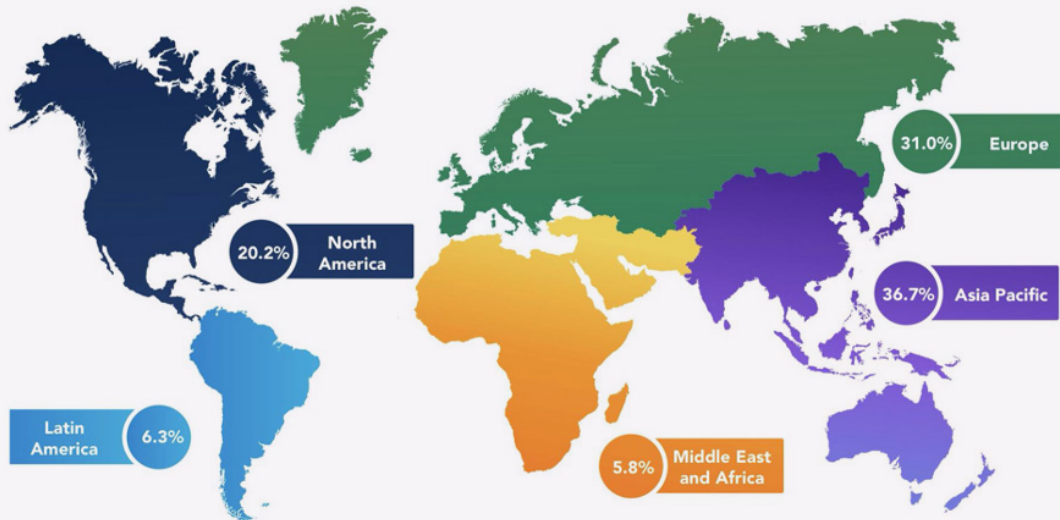 31.0% Europe
20.2% North
America
36.7% Asia Pacific
Latin
America 6.3%
5.8% Middle East
and Africa